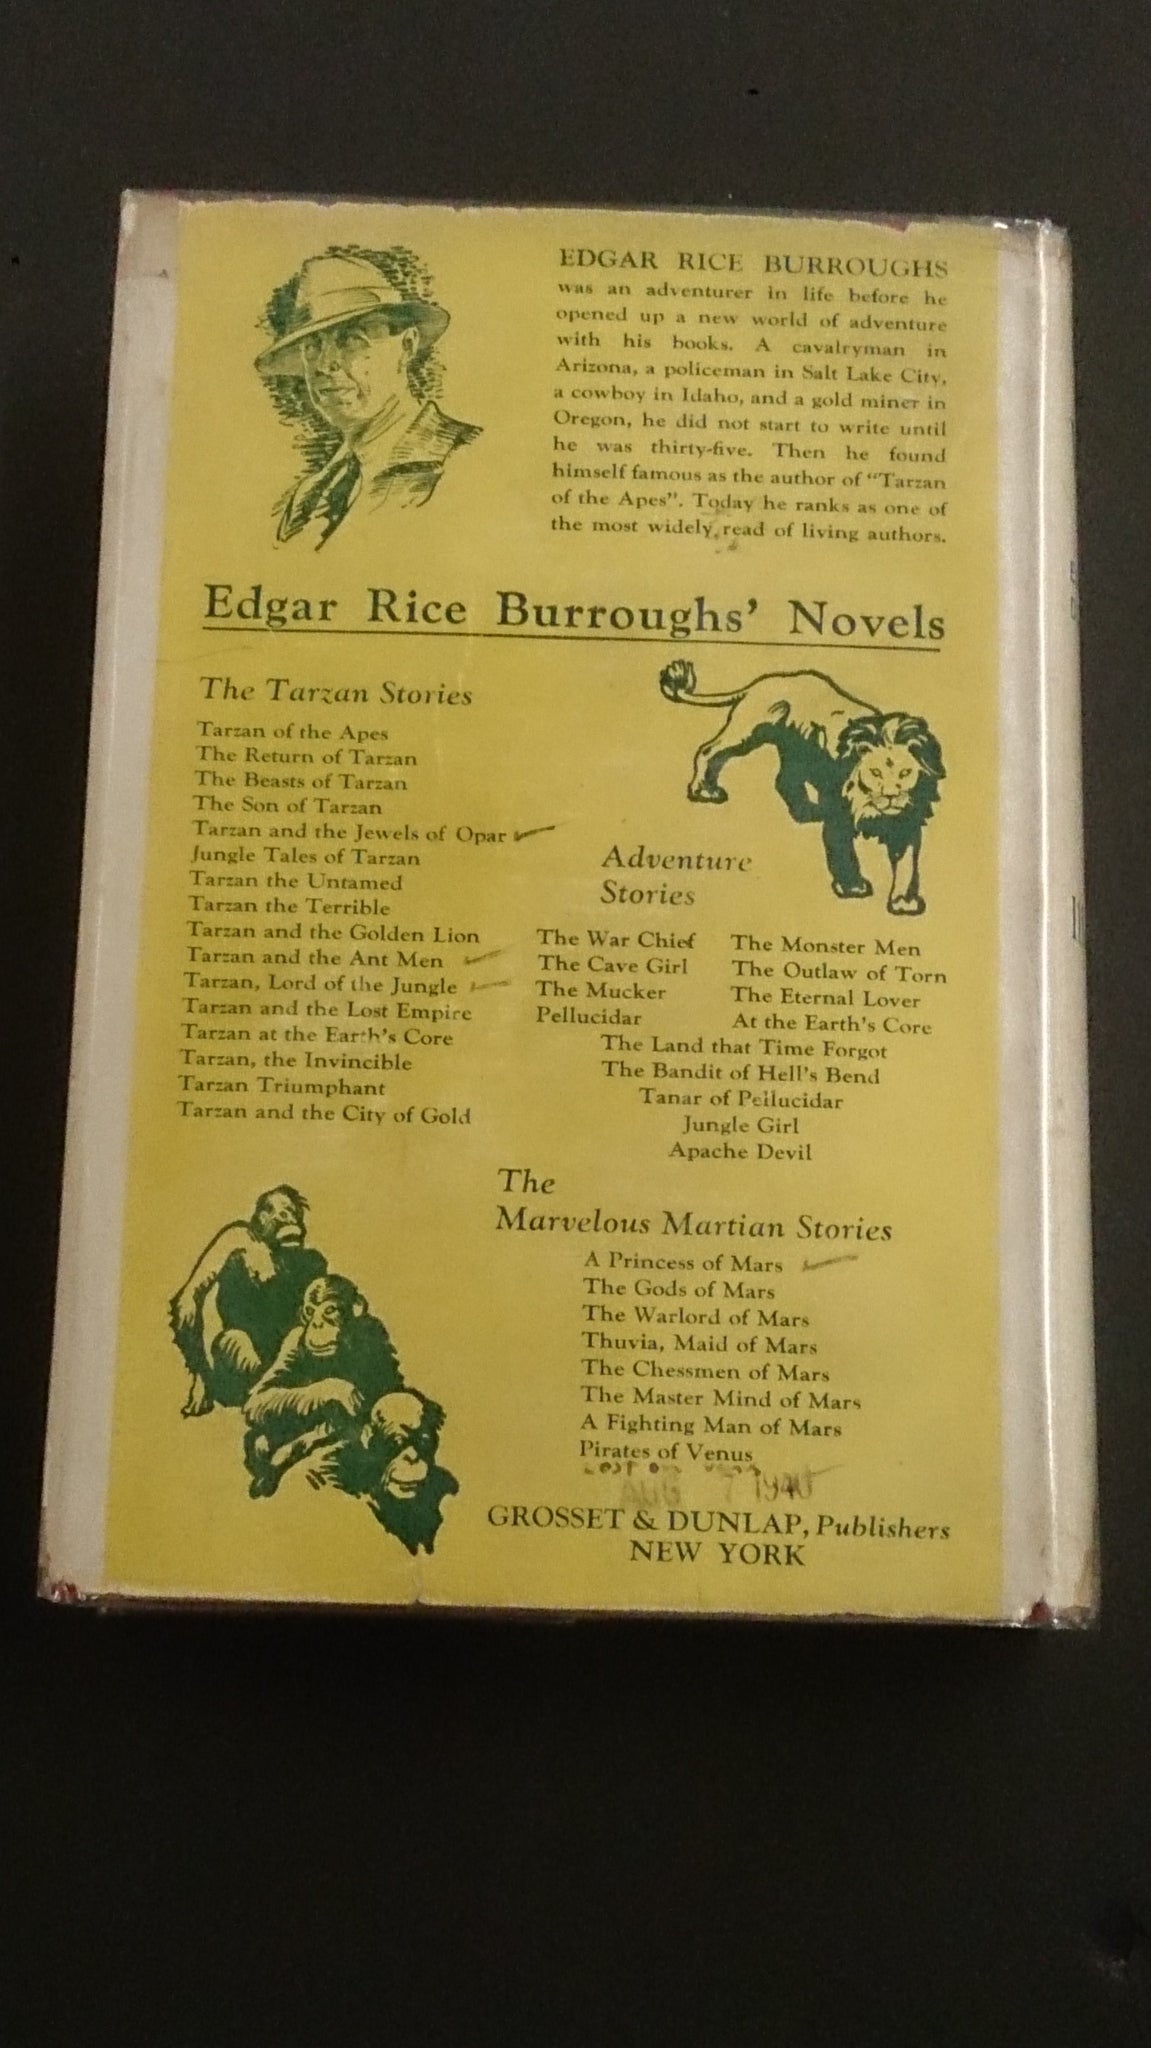 EDGAR RICE BURROUGHS
was an adventurer in life before he
opened up a new world of adventure
with his books. A cavalryman in
Arizona, a policeman in Salt Lake City,
a cowboy in Idaho, and a gold miner in
Oregon, he did not start to write until
he was thirty-five. Then he found
himself famous as the author of "Tarzan
of the Apes". Today he ranks as one of
the most widely read of living authors.
Edgar Rice Burroughs' Novels
The Tarzan Stories
Tarzan of the Apes
The Return of Tarzan
The Beasts of Tarzan
The Son of Tarzan
Tarzan and the Jewels of Opar
Jungle Tales of Tarzan
Tarzan the Untamed
Tarzan the Terrible
Tarzan and the Golden Lion
Tarzan and the Ant Men
Tarzan, Lord of the Jungle
Tarzan and the Lost Empire
Tarzan at the Earth's Core
Tarzan, the Invincible
Tarzan Triumphant
Tarzan and the City of Gold
Adventure
Stories
The War Chief
The Cave Girl
The Mucker
Pellucidar
The Monster Men
The Outlaw of Torn
The Eternal Lover
At the Earth's Core
The Land that Time Forgot
The Bandit of Hell's Bend
Tanar of Pellucidar
Jungle Girl
Apache Devil
The
Marvelous Martian Stories
A Princess of Mars
The Gods of Mars
The Warlord of Mars
Thuvia, Maid of Mars
The Chessmen of Mars
The Master Mind of Mars
A Fighting Man of Mars
Pirates of Venus
AUG 7 1940
GROSSET & DUNLAP, Publishers
NEW YORK